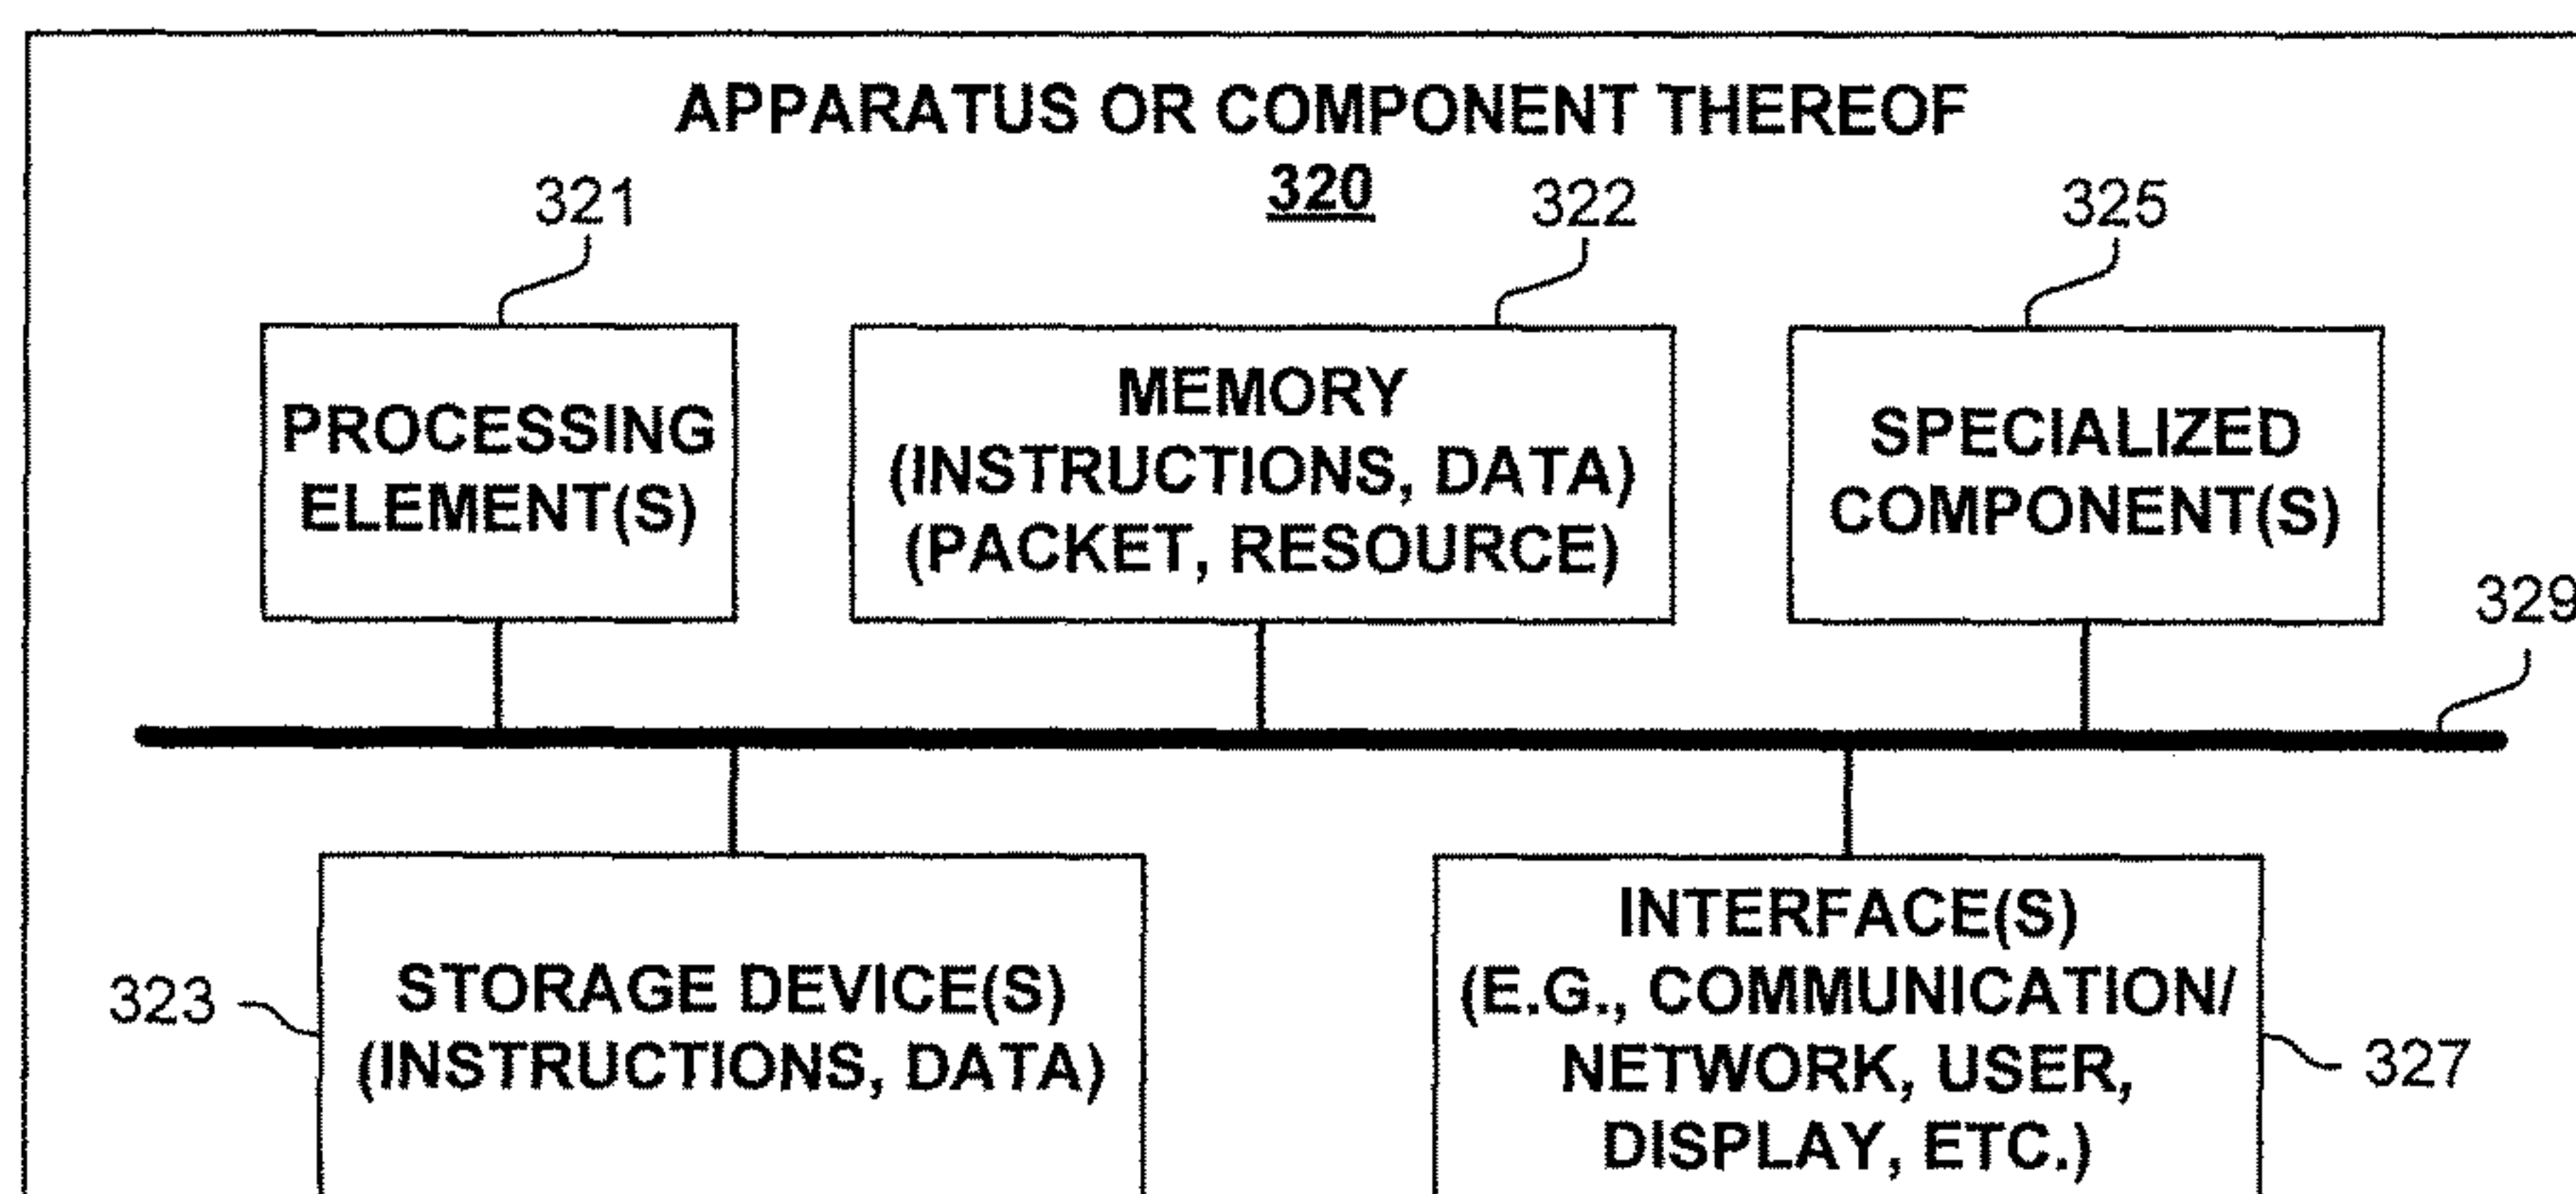 APPARATUS OR COMPONENT THEREOF
320
321
322
325
PROCESSING
ELEMENT(S)
MEMORY
(INSTRUCTIONS, DATA)
(PACKET, RESOURCE)
SPECIALIZED
COMPONENT(S)
329
323
STORAGE DEVICE(S)
(INSTRUCTIONS, DATA)
INTERFACE(S)
(E.G., COMMUNICATION/
NETWORK, USER,
DISPLAY, ETC.)
327